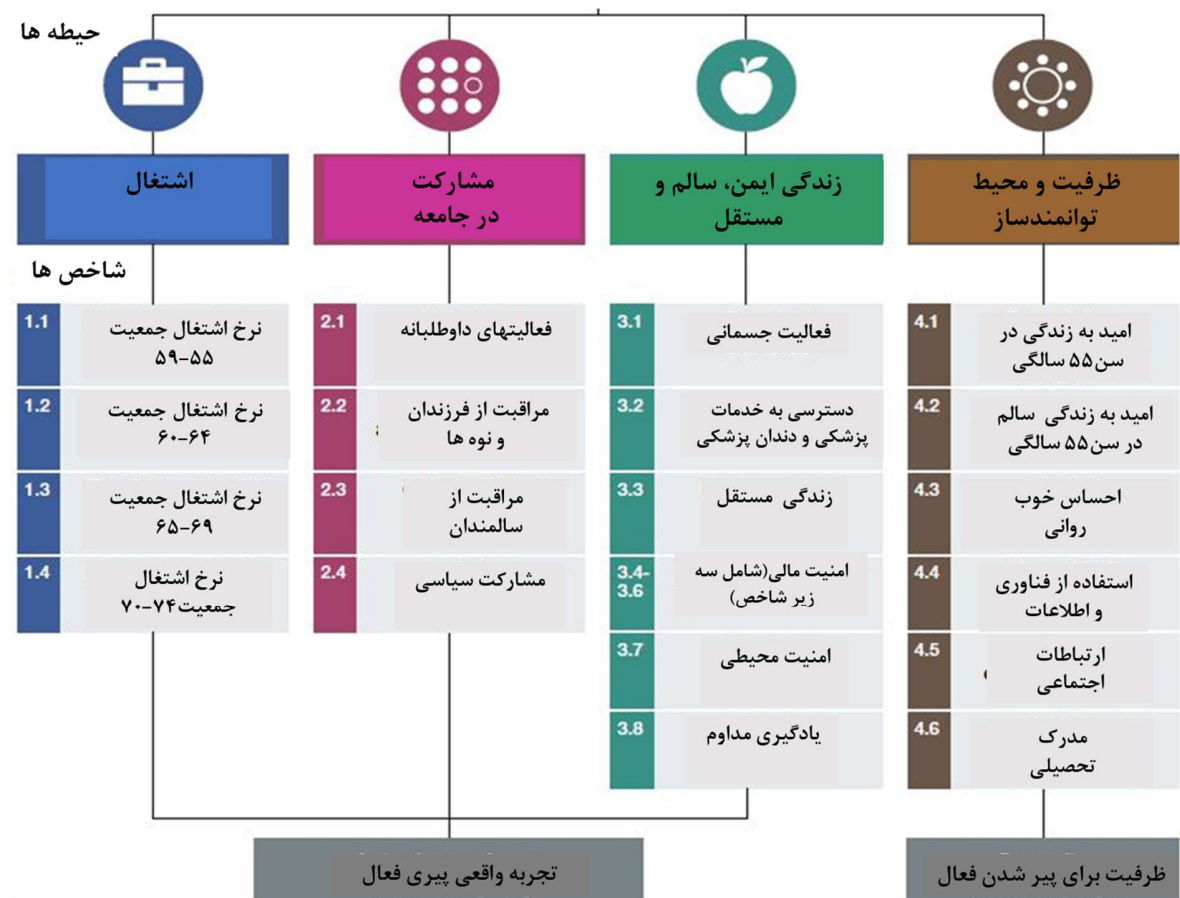 حیطه ها
اشتغال
مشارکت
در جامعه
زندگی ایمن، سالم و
مستقل
ظرفیت و محیط
توانمندساز
شاخص ها
1.1
نرخ اشتغال جمعیت
۵۵-۵۹
1.2
نرخ اشتغال جمعیت
۶۰-۶۴
1.3
نرخ اشتغال جمعیت
۶۵-۶۹
1.4
نرخ اشتغال
جمعیت۷۴-۷۰
2.1
فعالیتهای داوطلبانه
2.2
مراقبت از فرزندان
و نوه ها
2.3
مراقبت از
سالمندان
2.4
مشارکت سیاسی
3.1
فعالیت جسمانی
3.2
دسترسی به خدمات
پزشکی و دندان پزشکی
3.3
زندگی مستقل
3.4-
3.6
امنیت مالی(شامل سه
زیر شاخص)
3.7
امنیت محیطی
3.8
یادگیری مداوم
4.1
امید به زندگی در
سن۵۵ سالگی
4.2
امید به زندگی سالم
در سن۵۵ سالگی
4.3
احساس خوب
روانی
4.4
استفاده از فناوری
و اطلاعات
4.5
ارتباطات
اجتماعی
4.6
مدرک
تحصیلی
تجربه واقعی پیری فعال
ظرفیت برای پیر شدن فعال